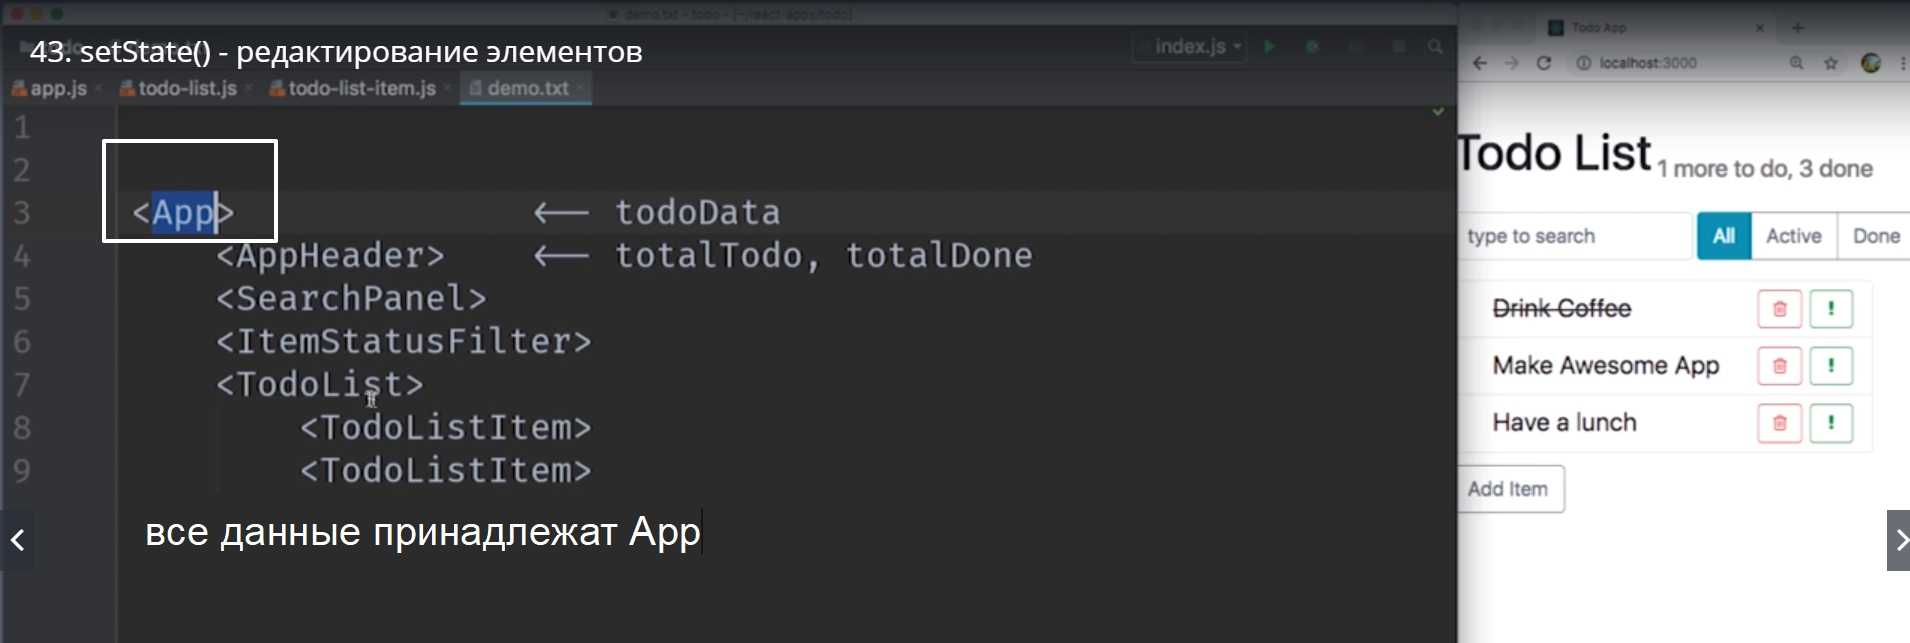 demo.txt - todo - [~/react-apps/todo]
43. setState() - редактирование элементов
index.js
app.js
todo-list.js
todo-list-item.js
demo.txt
1
2
3 <App> ← todoData
4 <AppHeader> ← totalTodo, totalDone
5 <SearchPanel>
6 <ItemStatusFilter>
7 <TodoList>
8 <TodoListItem>
9 <TodoListItem>
все данные принадлежат App
Todo App
localhost:3000
Todo List 1 more to do, 3 done
type to search All Active Done
Drink Coffee
Make Awesome App
Have a lunch
Add Item